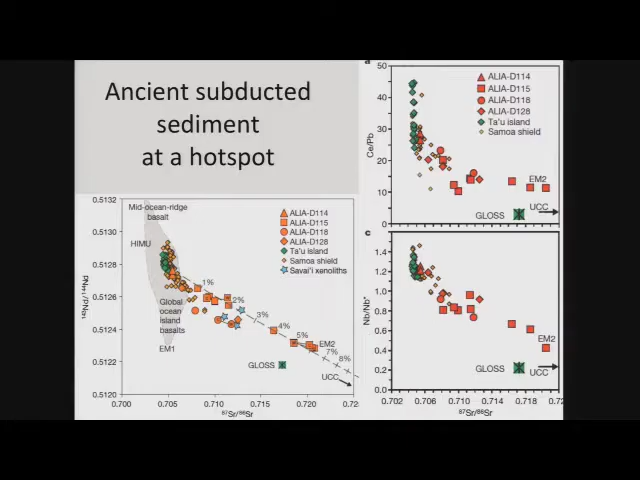 Ancient subducted
sediment
at a hotspot
a
50
40
30
20
10
0
Ce/Pb
ALIA-D114
ALIA-D115
ALIA-D118
ALIA-D128
Ta'u island
Samoa shield
EM2
UCC
GLOSS
0.5132
0.5130
0.5128
0.5126
0.5124
0.5122
0.5120
Mid-ocean-ridge
basalt
HIMU
Global
ocean
island
basalts
EM1
ALIA-D114
ALIA-D115
ALIA-D118
ALIA-D128
Ta'u island
Samoa shield
Savai'i xenoliths
1%
2%
3%
4%
5%
EM2
7%
8%
GLOSS
UCC
0.700
0.705
0.710
0.715
0.720
⁸⁷Sr/⁸⁶Sr
c
1.4
1.2
1.0
0.8
0.6
0.4
0.2
0.0
Nb/Nb*
EM2
GLOSS
UCC
0.702
0.706
0.710
0.714
0.718
⁸⁷Sr/⁸⁶Sr